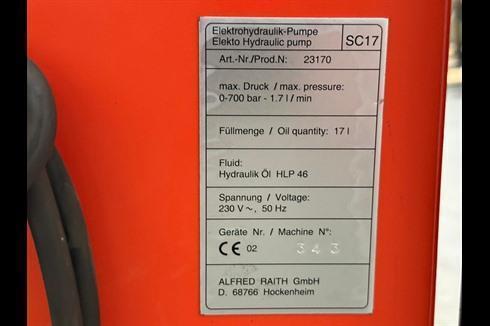 Elektrohydraulik-Pumpe
Elekto Hydraulic pump
SC17
Art.-Nr./Prod.N: 23170
max. Druck / max. pressure:
0-700 bar - 1.7 l / min
Füllmenge / Oil quantity: 17 l
Fluid:
Hydraulik Öl HLP 46
Spannung / Voltage:
230 V ~, 50 Hz
Geräte Nr. / Machine N°:
CE 02 343
ALFRED RAITH GmbH
D. 68766 Hockenheim